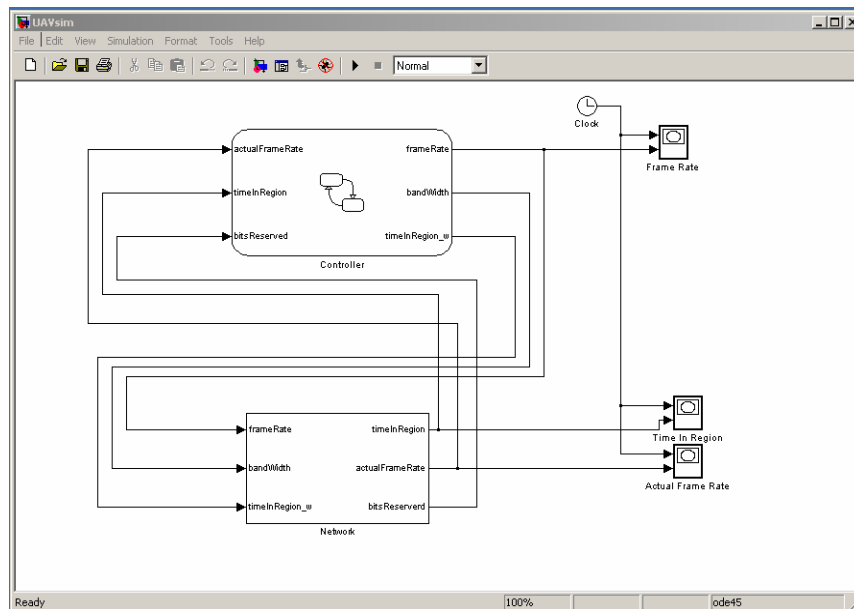 UAVsim
File Edit View Simulation Format Tools Help
Normal
Clock
Frame Rate
actualFrameRate
frameRate
timeInRegion
bandWidth
bitsReserved
timeInRegion_w
Controller
frameRate
timeInRegion
bandWidth
actualFrameRate
timeInRegion_w
bitsReserverd
Network
Time In Region
Actual Frame Rate
Ready
100%
ode45